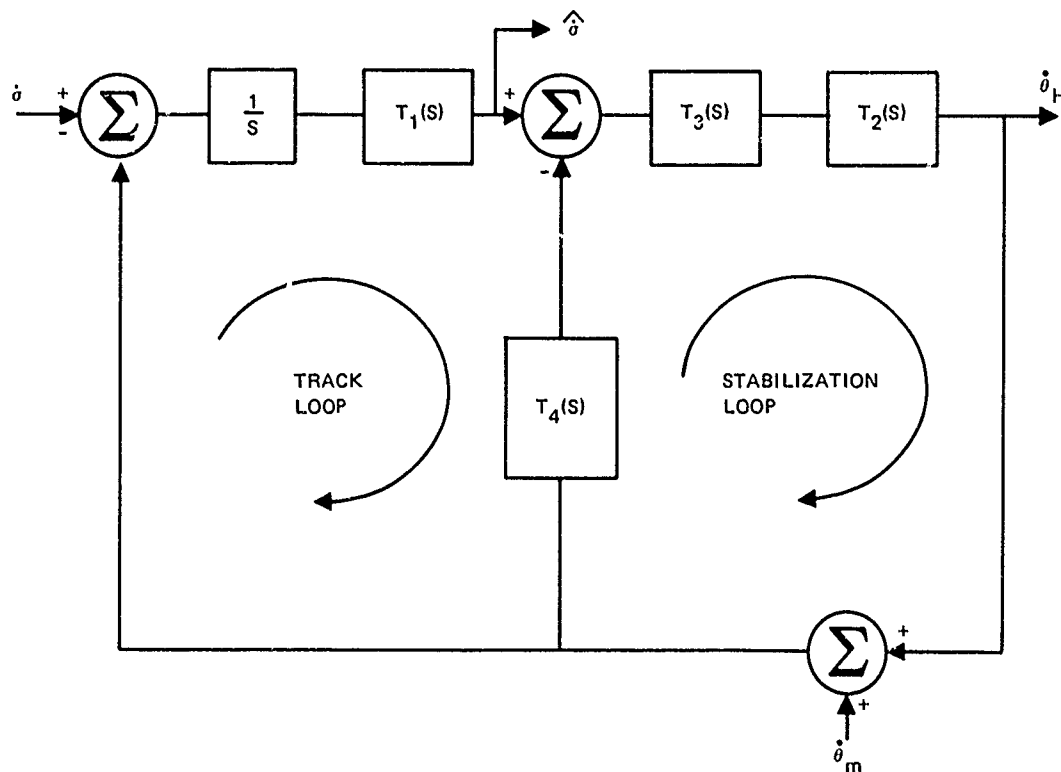 σ̂̇
σ̇
+
-
Σ
1
S
T₁(S)
+
-
Σ
T₃(S)
T₂(S)
θ̇H
TRACK
LOOP
T₄(S)
STABILIZATION
LOOP
Σ
+
+
θ̇m